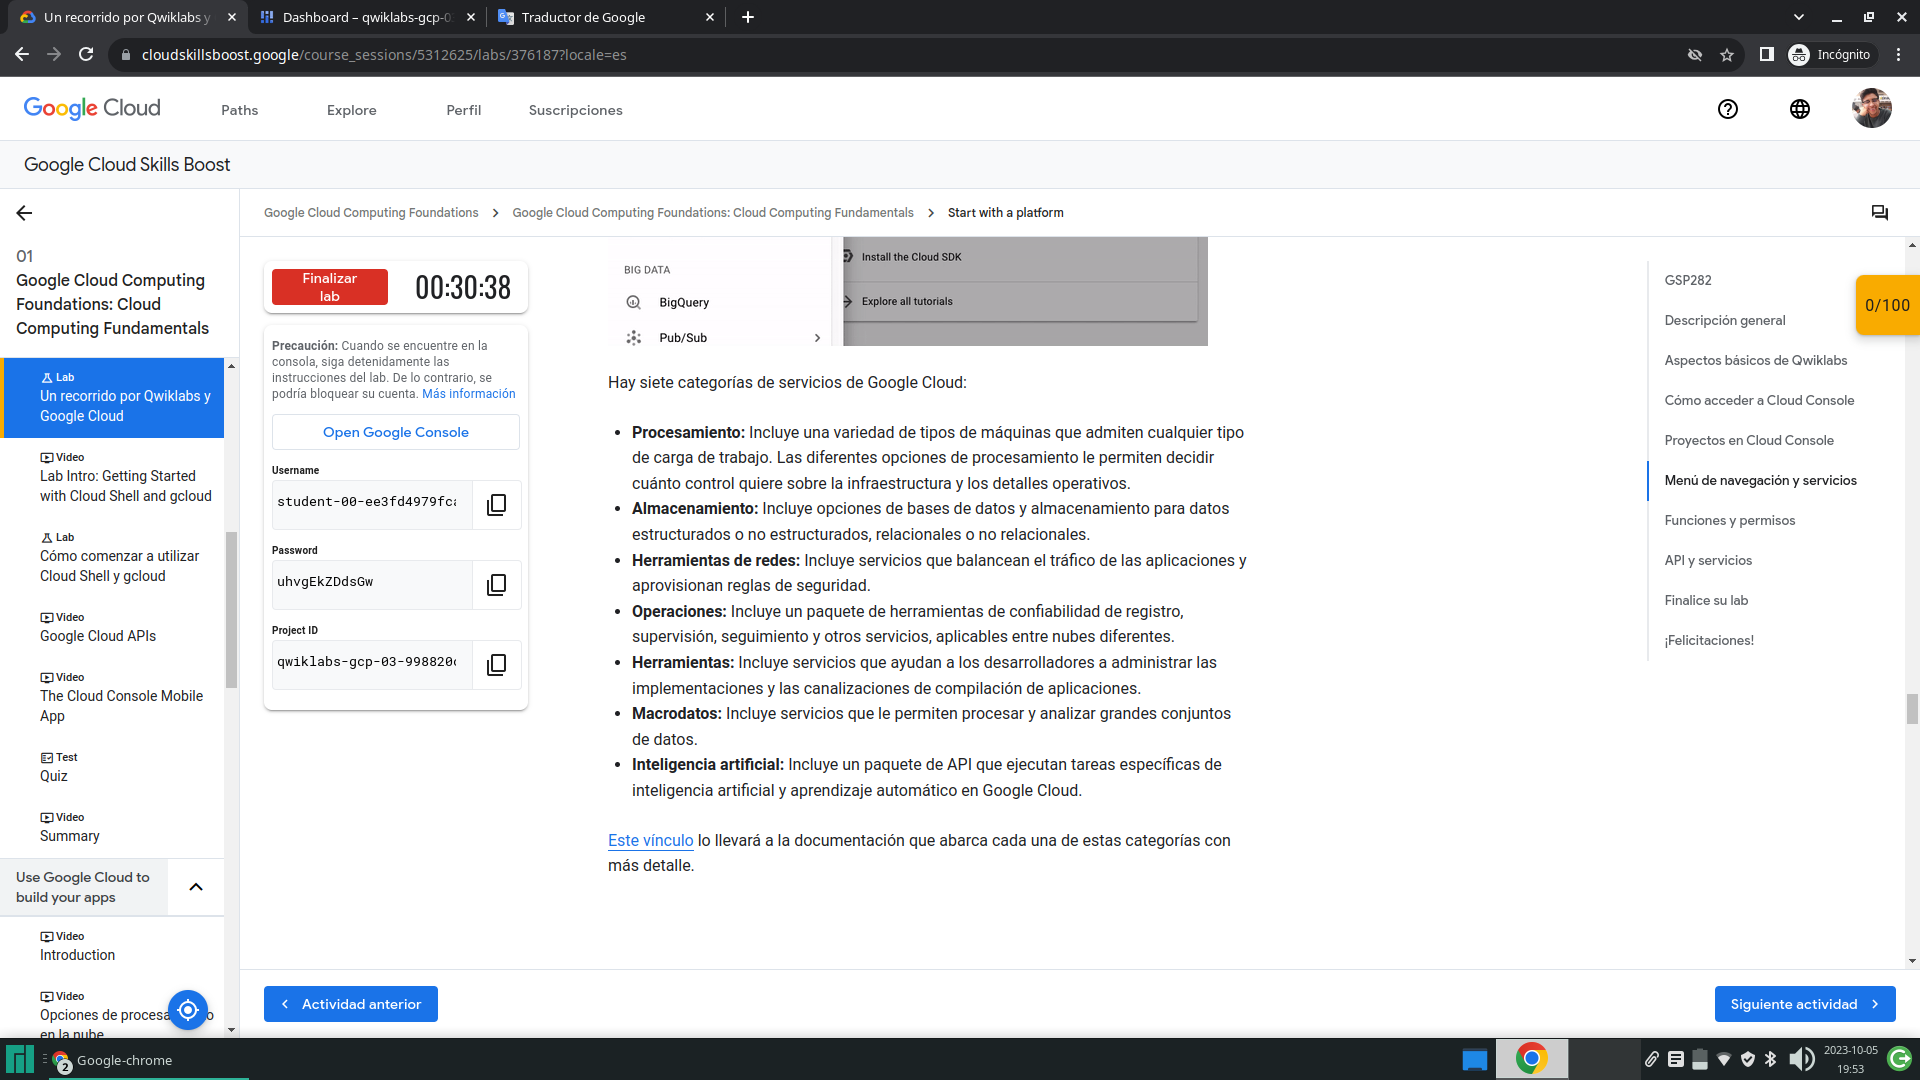 Un recorrido por Qwiklabs y
Dashboard – qwiklabs-gcp-0
Traductor de Google
cloudskillsboost.google/course_sessions/5312625/labs/376187?locale=es
Incógnito
Google Cloud
Paths
Explore
Perfil
Suscripciones
Google Cloud Skills Boost
Google Cloud Computing Foundations
Google Cloud Computing Foundations: Cloud Computing Fundamentals
Start with a platform
01
Google Cloud Computing
Foundations: Cloud
Computing Fundamentals
Lab
Un recorrido por Qwiklabs y
Google Cloud
Video
Lab Intro: Getting Started
with Cloud Shell and gcloud
Lab
Cómo comenzar a utilizar
Cloud Shell y gcloud
Video
Google Cloud APIs
Video
The Cloud Console Mobile
App
Test
Quiz
Video
Summary
Use Google Cloud to
build your apps
Video
Introduction
Video
Opciones de procesa
o
en la nube
Finalizar
lab
00:30:38
Precaución: Cuando se encuentre en la
consola, siga detenidamente las
instrucciones del lab. De lo contrario, se
podría bloquear su cuenta. Más información
Open Google Console
Username
student-00-ee3fd4979fca
Password
uhvgEkZDdsGw
Project ID
qwiklabs-gcp-03-998820c
BIG DATA
BigQuery
Pub/Sub
Install the Cloud SDK
Explore all tutorials
Hay siete categorías de servicios de Google Cloud:
• Procesamiento: Incluye una variedad de tipos de máquinas que admiten cualquier tipo
de carga de trabajo. Las diferentes opciones de procesamiento le permiten decidir
cuánto control quiere sobre la infraestructura y los detalles operativos.
• Almacenamiento: Incluye opciones de bases de datos y almacenamiento para datos
estructurados o no estructurados, relacionales o no relacionales.
• Herramientas de redes: Incluye servicios que balancean el tráfico de las aplicaciones y
aprovisionan reglas de seguridad.
• Operaciones: Incluye un paquete de herramientas de confiabilidad de registro,
supervisión, seguimiento y otros servicios, aplicables entre nubes diferentes.
• Herramientas: Incluye servicios que ayudan a los desarrolladores a administrar las
implementaciones y las canalizaciones de compilación de aplicaciones.
• Macrodatos: Incluye servicios que le permiten procesar y analizar grandes conjuntos
de datos.
• Inteligencia artificial: Incluye un paquete de API que ejecutan tareas específicas de
inteligencia artificial y aprendizaje automático en Google Cloud.
Este vínculo lo llevará a la documentación que abarca cada una de estas categorías con
más detalle.
GSP282
Descripción general
Aspectos básicos de Qwiklabs
Cómo acceder a Cloud Console
Proyectos en Cloud Console
Menú de navegación y servicios
Funciones y permisos
API y servicios
Finalice su lab
¡Felicitaciones!
0/100
Actividad anterior
Siguiente actividad
2
Google-chrome
2023-10-05
19:53